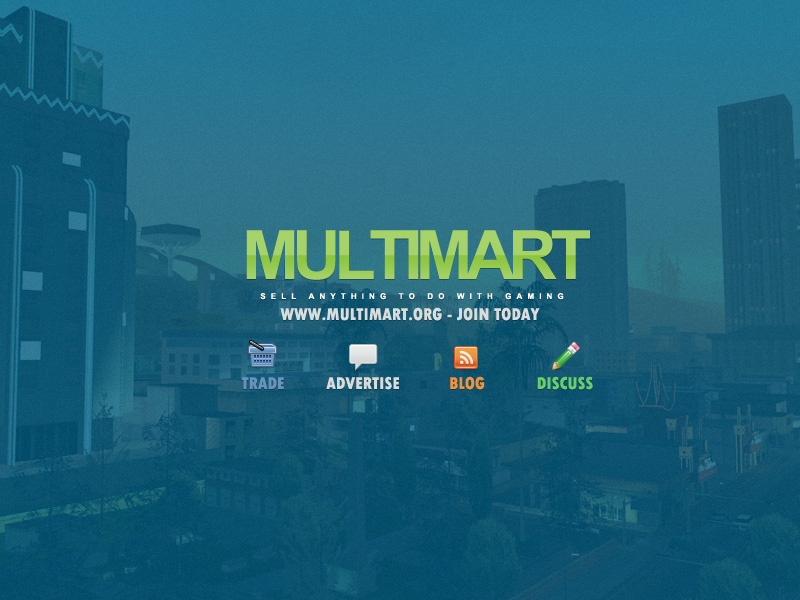 MULTIMART
SELL ANYTHING TO DO WITH GAMING
WWW.MULTIMART.ORG - JOIN TODAY
TRADE ADVERTISE BLOG DISCUSS